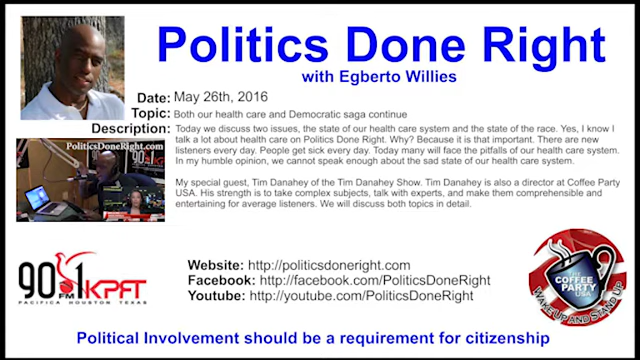 Politics Done Right
with Egberto Willies
Date: May 26th, 2016
Topic: Both our health care and Democratic saga continue
Description: Today we discuss two issues, the state of our health care system and the state of the race. Yes, I know I
talk a lot about health care on Politics Done Right. Why? Because it is that important. There are new
listeners every day. People get sick every day. Today many will face the pitfalls of our health care system.
In my humble opinion, we cannot speak enough about the sad state of our health care system.
My special guest, Tim Danahey of the Tim Danahey Show. Tim Danahey is also a director at Coffee Party
USA. His strength is to take complex subjects, talk with experts, and make them comprehensible and
entertaining for average listeners. We will discuss both topics in detail.
PoliticsDoneRight.com
90.1 FM KPFT
PACIFICA HOUSTON TEXAS
Website: http://politicsdoneright.com
Facebook: http://facebook.com/PoliticsDoneRight
Youtube: http://youtube.com/PoliticsDoneRight
THE
COFFEE
PARTY
USA
WAKE UP AND STAND UP
Political Involvement should be a requirement for citizenship